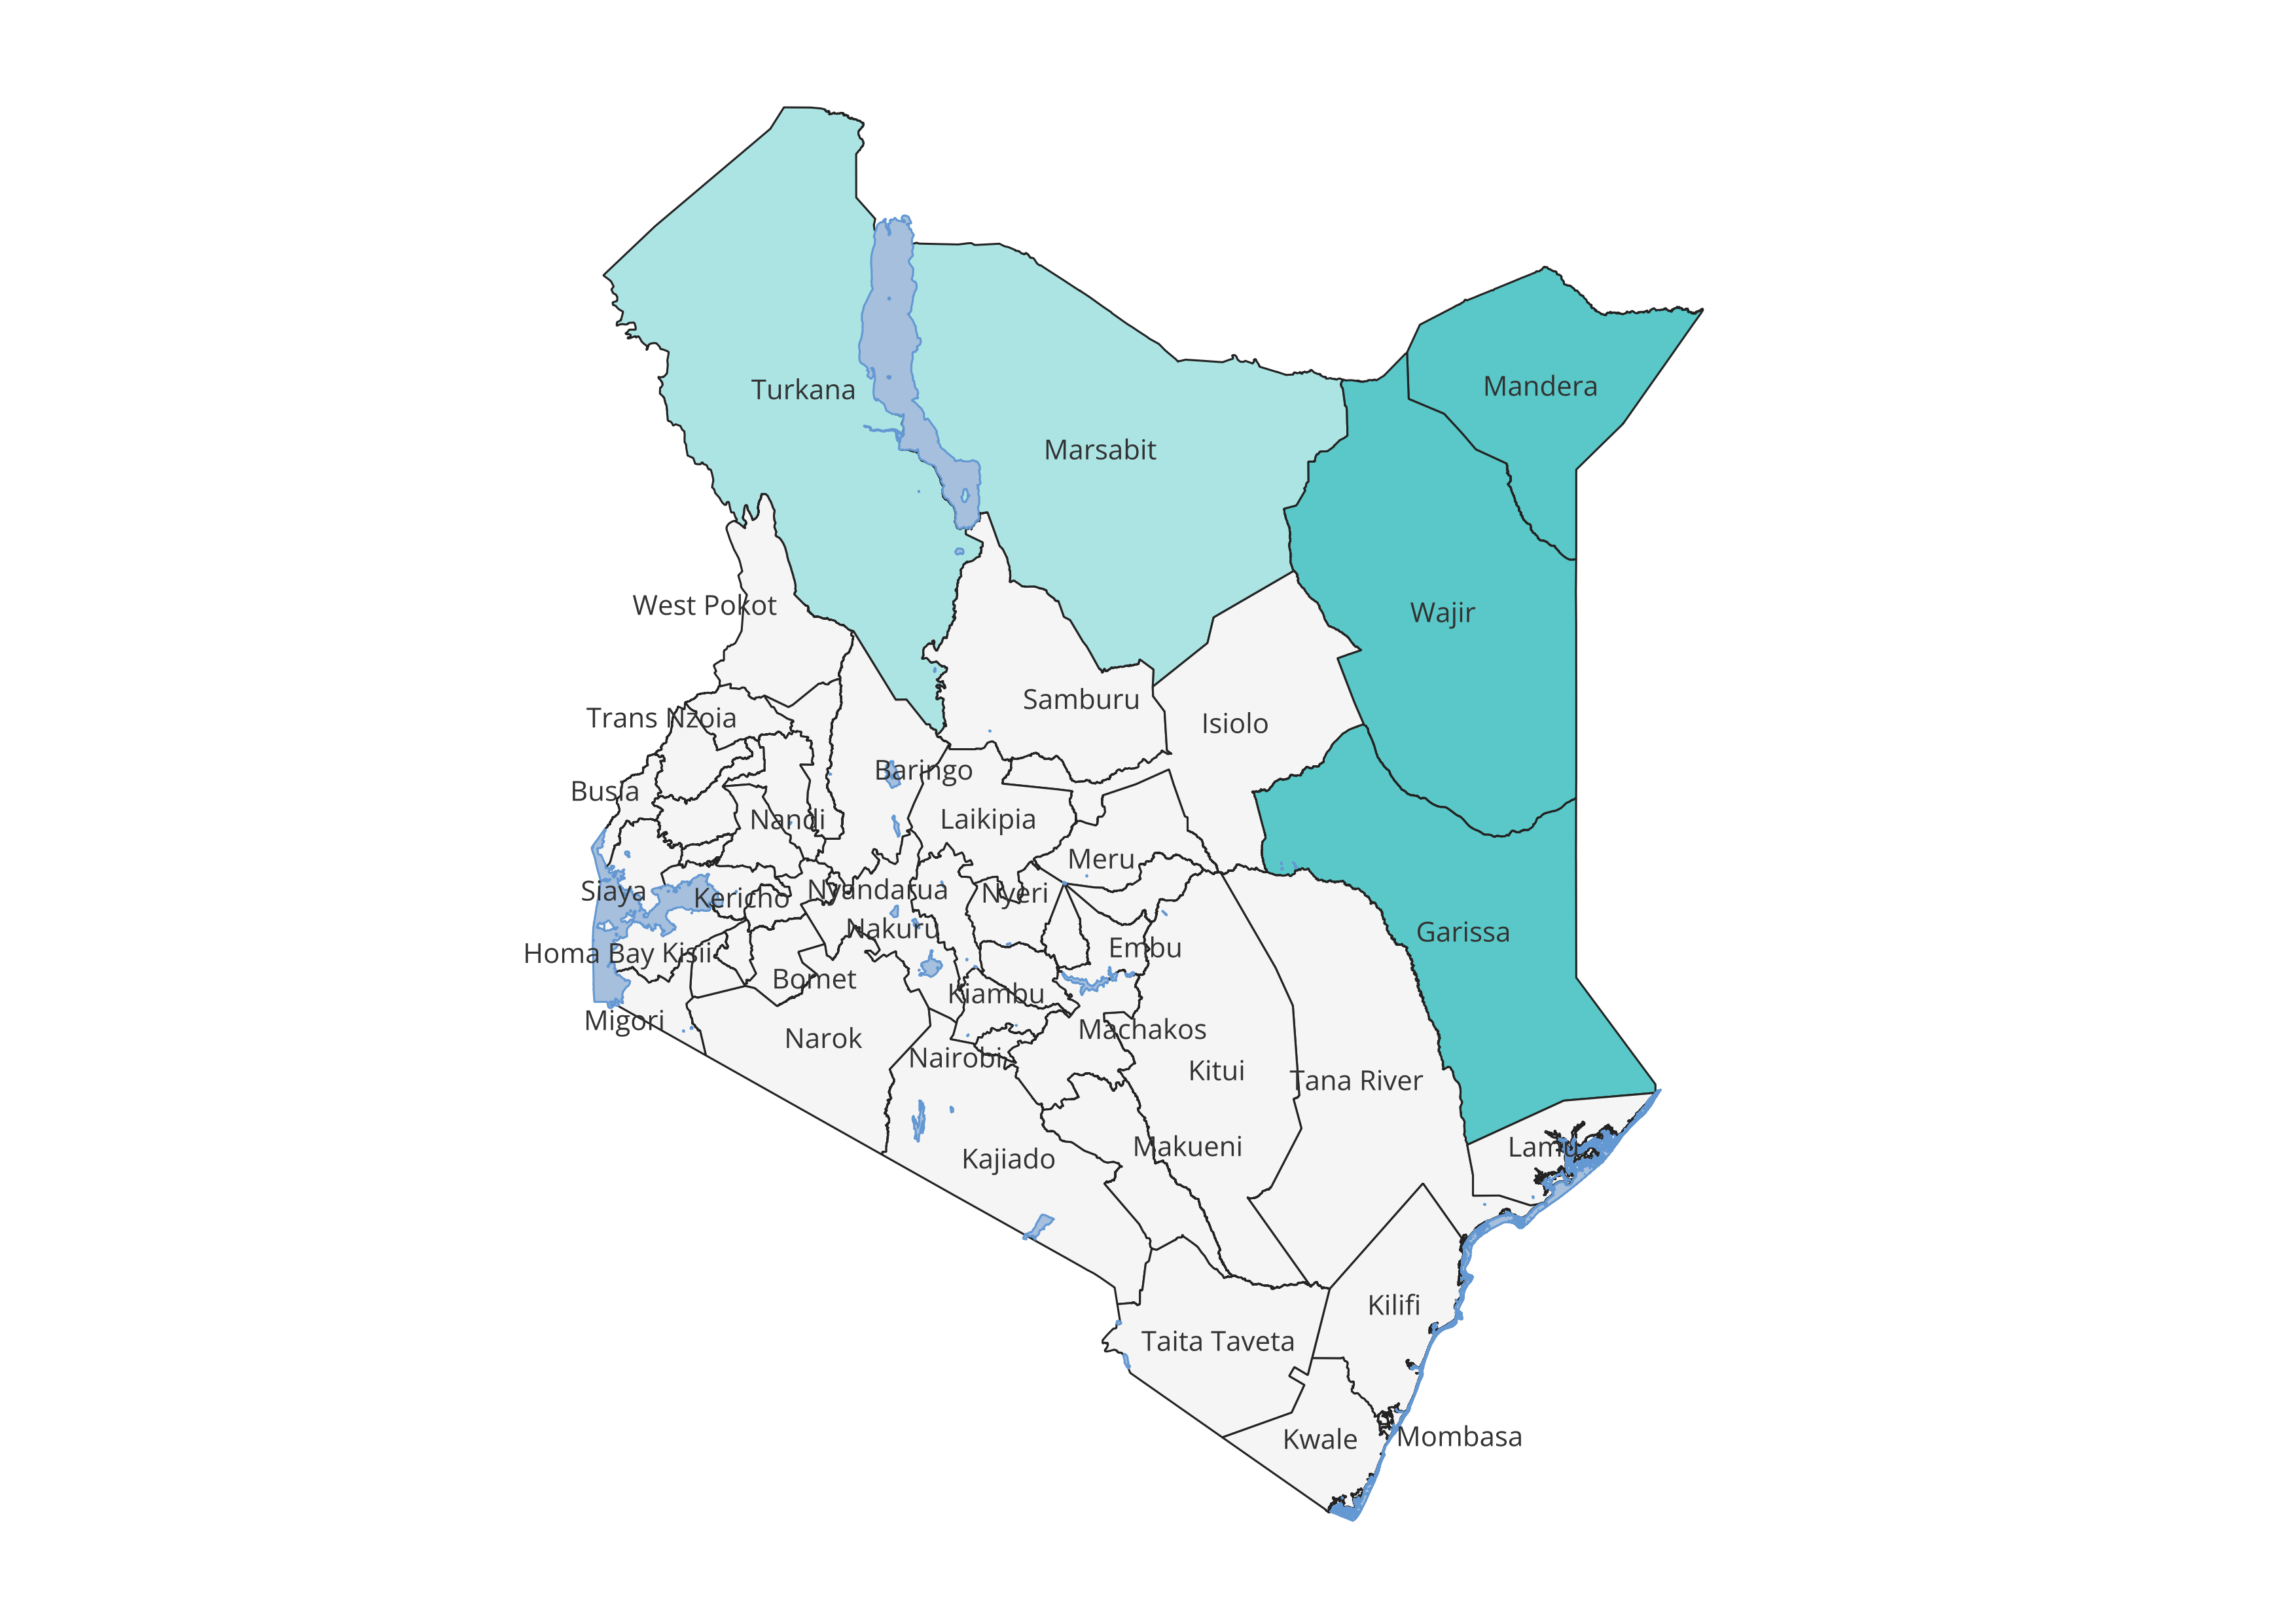 Mandera
Turkana
Marsabit
West Pokot
Wajir
Samburu
Trans Nzoia
Isiolo
Baringo
Busia
Nandi
Laikipia
Meru
Siaya
Kericho
Nyandarua
Nyeri
Nakuru
Garissa
Homa Bay
Kisii
Embu
Bomet
Kiambu
Migori
Narok
Machakos
Nairobi
Kitui
Tana River
Kajiado
Makueni
Lamu
Kilifi
Taita Taveta
Kwale
Mombasa